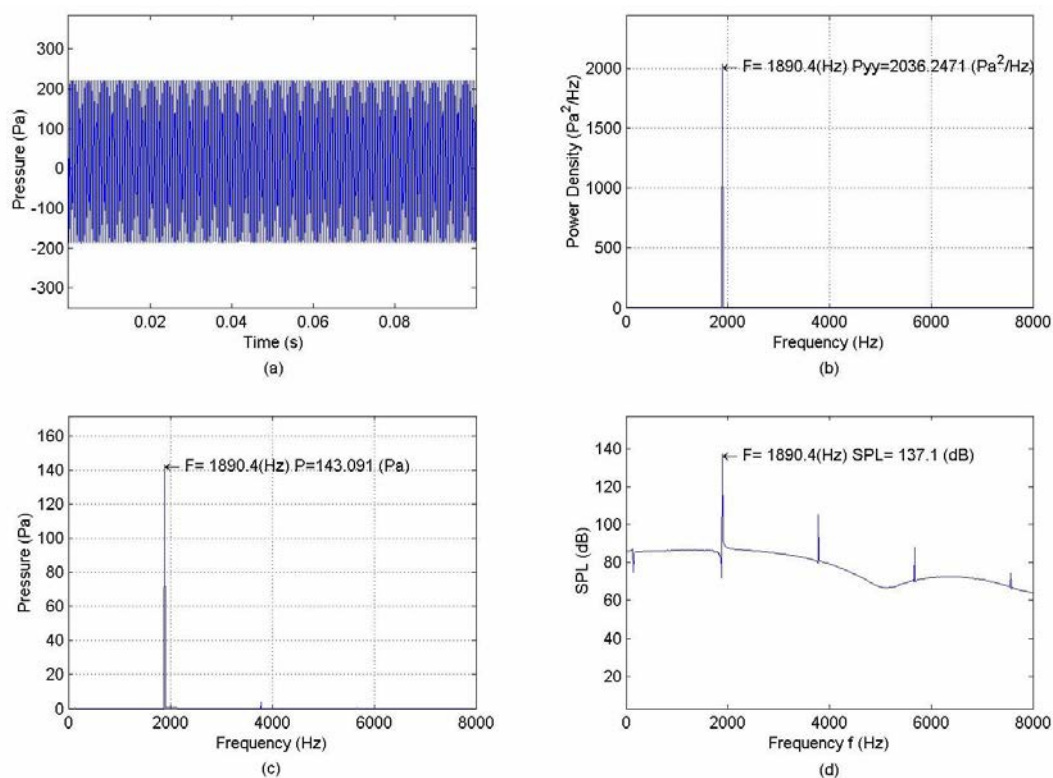 300
200
100
0
-100
-200
-300
Pressure (Pa)
0.02 0.04 0.06 0.08
Time (s)
(a)
2000
1500
1000
500
0
Power Density (Pa²/Hz)
F= 1890.4(Hz) Pyy=2036.2471 (Pa²/Hz)
0 2000 4000 6000 8000
Frequency (Hz)
(b)
160
140
120
100
80
60
40
20
0
Pressure (Pa)
F= 1890.4(Hz) P=143.091 (Pa)
0 2000 4000 6000 8000
Frequency (Hz)
(c)
140
120
100
80
60
40
20
SPL (dB)
F= 1890.4(Hz) SPL= 137.1 (dB)
0 2000 4000 6000 8000
Frequency f (Hz)
(d)